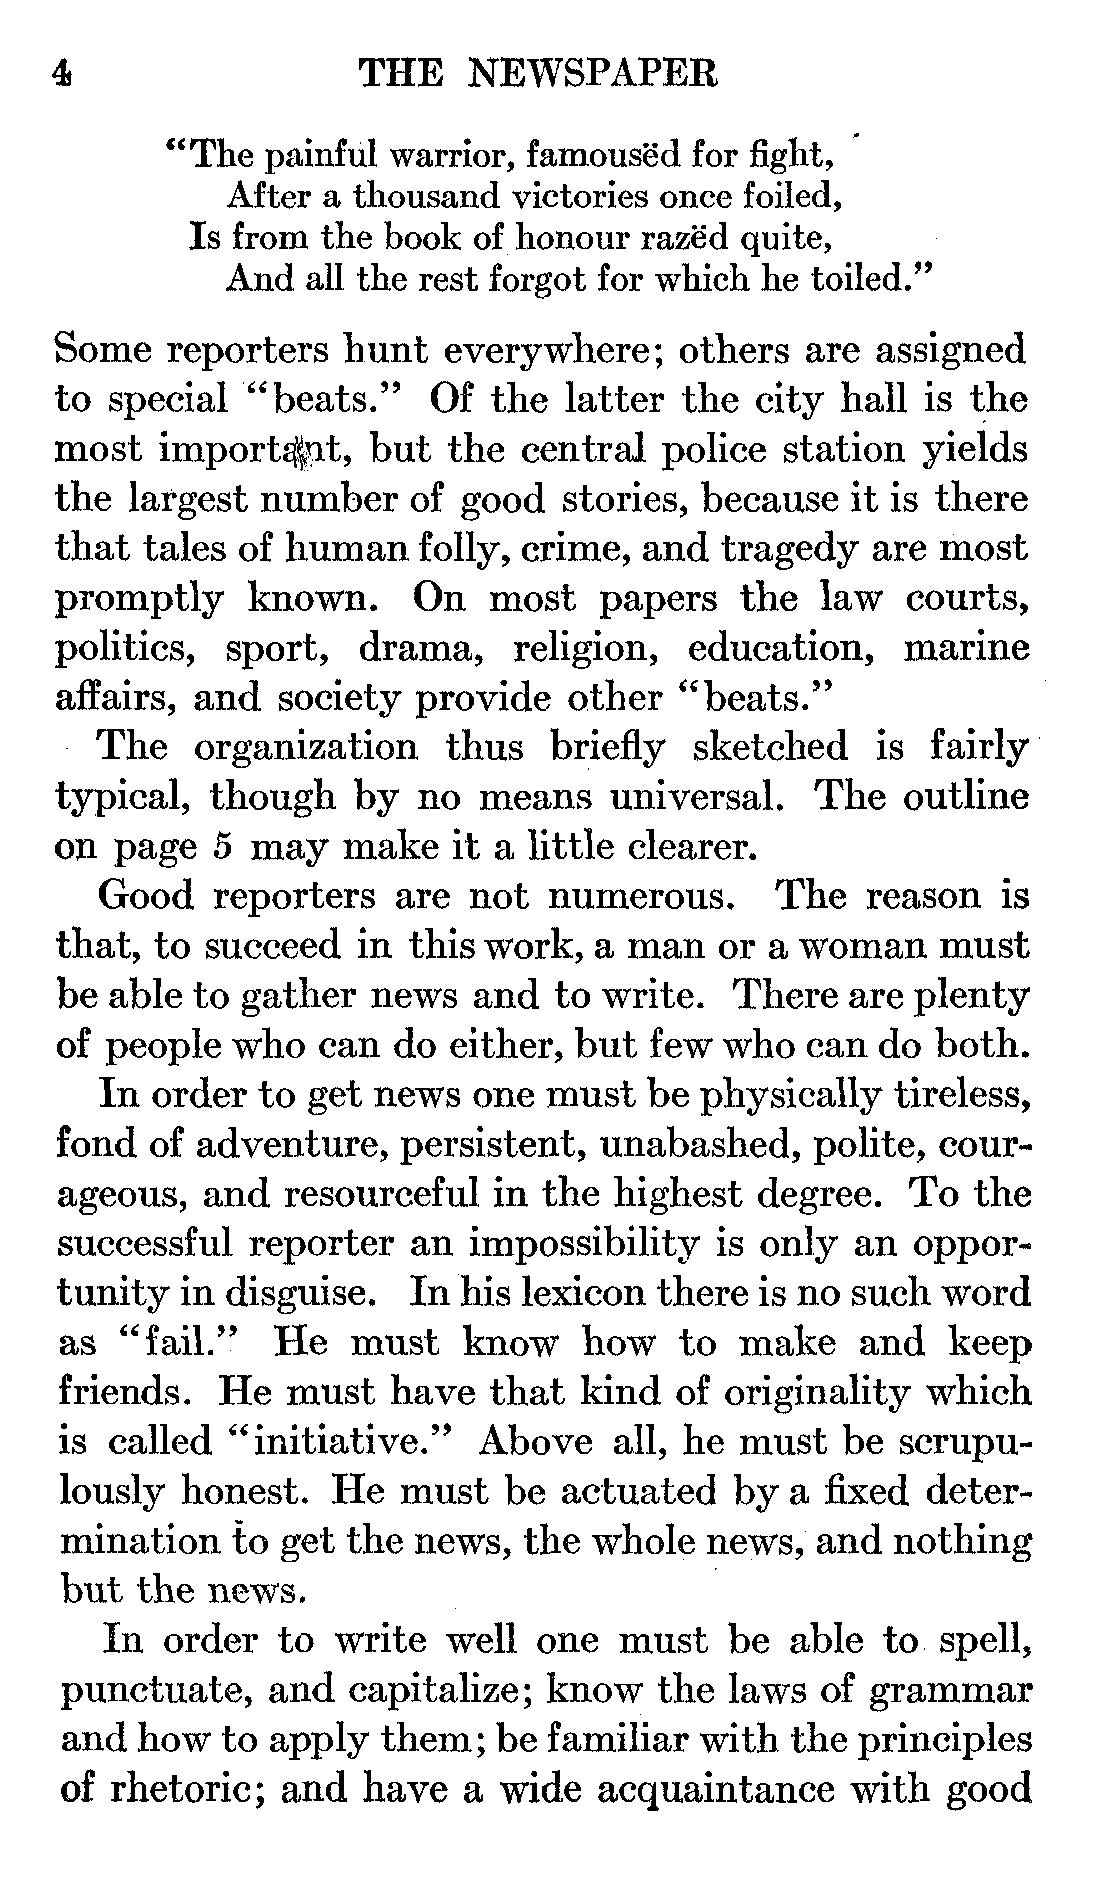 4 THE NEWSPAPER
“The painful warrior, famousëd for fight,
After a thousand victories once foiled,
Is from the book of honour razëd quite,
And all the rest forgot for which he toiled.”
Some reporters hunt everywhere; others are assigned
to special “beats.” Of the latter the city hall is the
most important, but the central police station yields
the largest number of good stories, because it is there
that tales of human folly, crime, and tragedy are most
promptly known. On most papers the law courts,
politics, sport, drama, religion, education, marine
affairs, and society provide other “beats.”
The organization thus briefly sketched is fairly
typical, though by no means universal. The outline
on page 5 may make it a little clearer.
Good reporters are not numerous. The reason is
that, to succeed in this work, a man or a woman must
be able to gather news and to write. There are plenty
of people who can do either, but few who can do both.
In order to get news one must be physically tireless,
fond of adventure, persistent, unabashed, polite, cour-
ageous, and resourceful in the highest degree. To the
successful reporter an impossibility is only an oppor-
tunity in disguise. In his lexicon there is no such word
as “fail.” He must know how to make and keep
friends. He must have that kind of originality which
is called “initiative.” Above all, he must be scrupu-
lously honest. He must be actuated by a fixed deter-
mination to get the news, the whole news, and nothing
but the news.
In order to write well one must be able to spell,
punctuate, and capitalize; know the laws of grammar
and how to apply them; be familiar with the principles
of rhetoric; and have a wide acquaintance with good